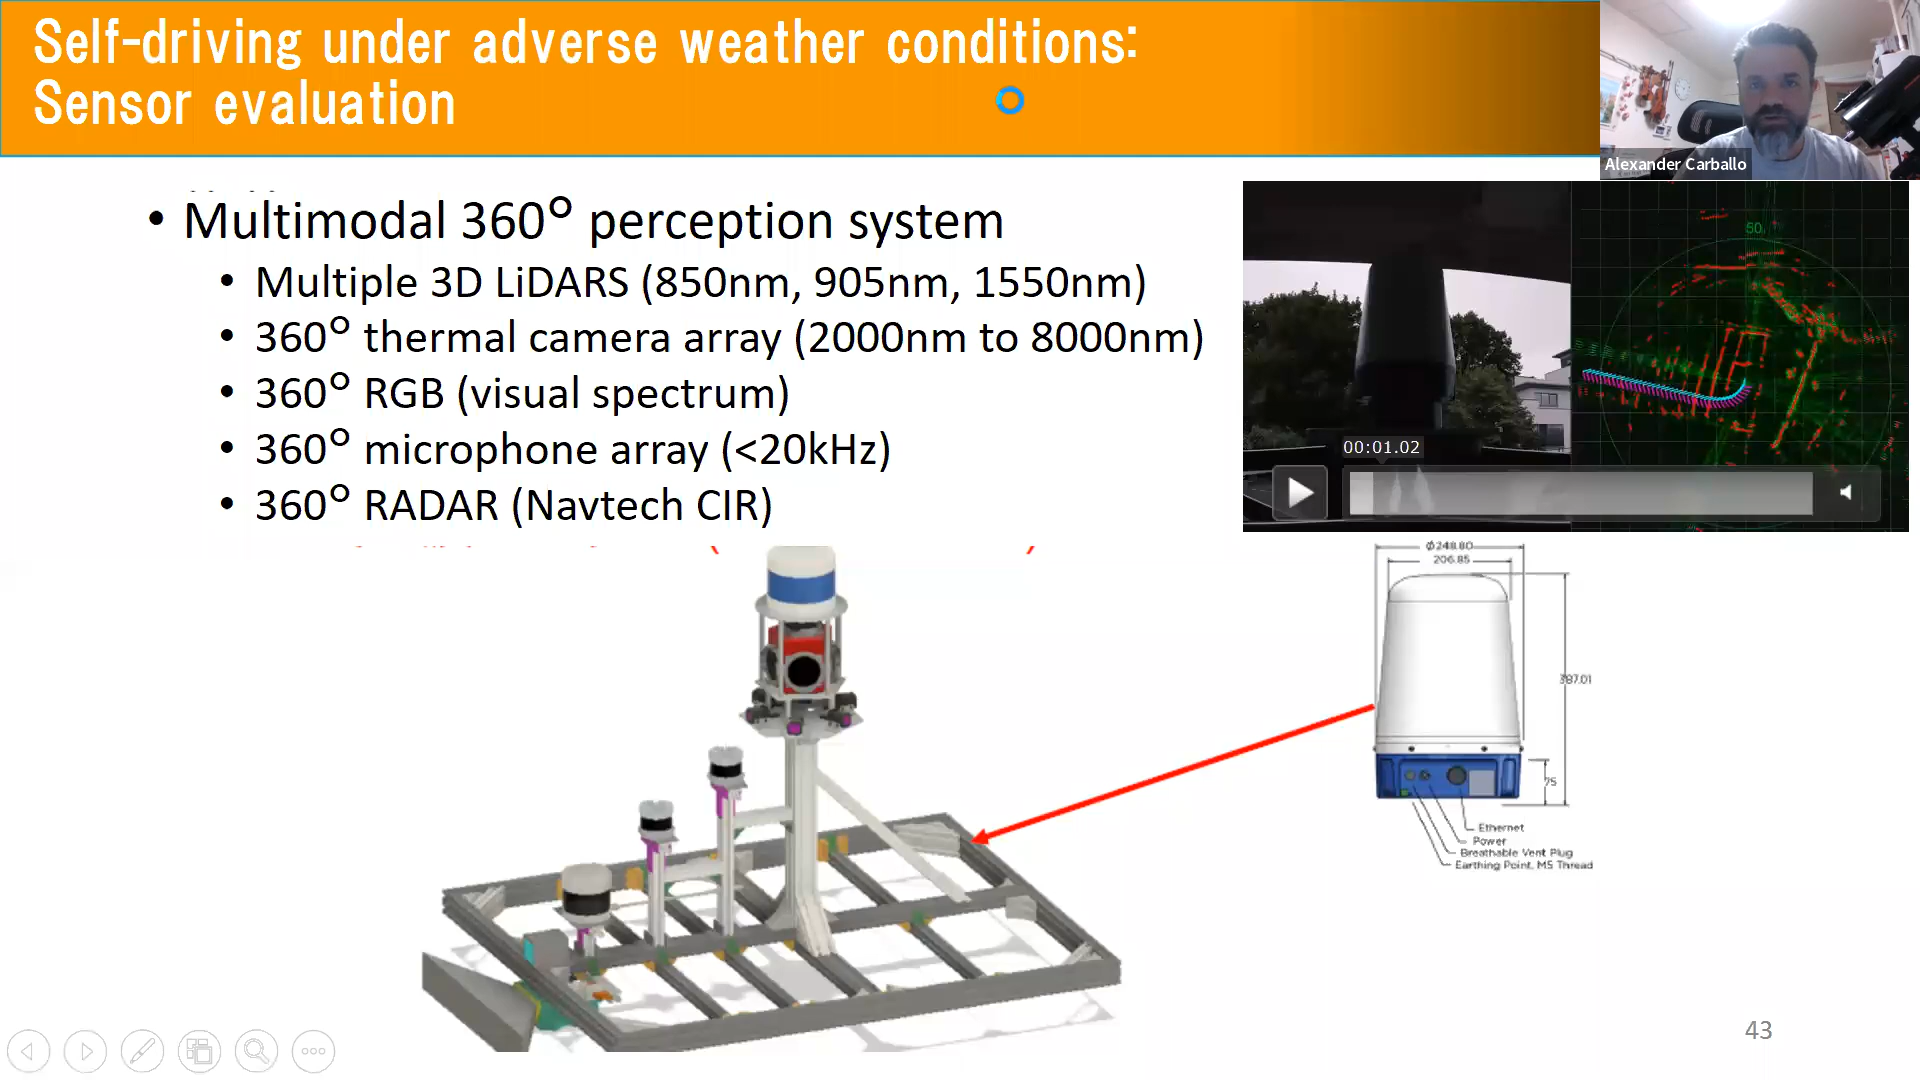 Self-driving under adverse weather conditions:
Sensor evaluation
Alexander Carballo
• Multimodal 360° perception system
• Multiple 3D LiDARS (850nm, 905nm, 1550nm)
• 360° thermal camera array (2000nm to 8000nm)
• 360° RGB (visual spectrum)
• 360° microphone array (<20kHz)
• 360° RADAR (Navtech CIR)
50
00:01.02
Ø248.80
206.85
387.01
75
Ethernet
Power
Breathable Vent Plug
Earthing Point, M5 Thread
43